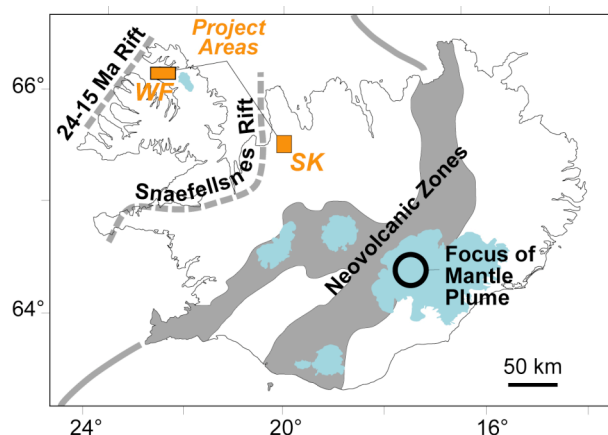 Project
Areas
24-15 Ma Rift
66°
WF
SK
Snaefellsnes Rift
Neovolcanic Zones
Focus of
Mantle
Plume
64°
50 km
24°
20°
16°